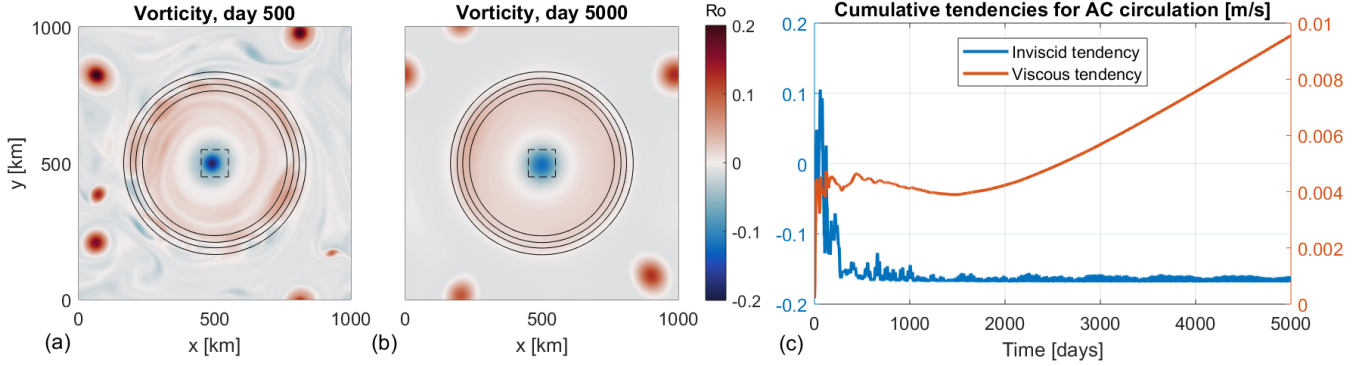 Vorticity, day 500
1000
500
0
y [km]
0
500
1000
x [km]
(a)
Vorticity, day 5000
0
500
1000
x [km]
(b)
Ro
0.2
0.1
0
-0.1
-0.2
Cumulative tendencies for AC circulation [m/s]
Inviscid tendency
Viscous tendency
0.2
0.1
0
-0.1
-0.2
0.01
0.008
0.006
0.004
0.002
0
0
1000
2000
3000
4000
5000
Time [days]
(c)